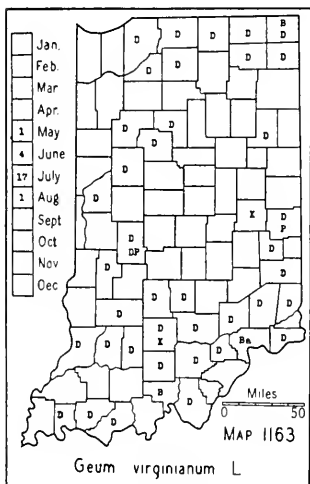 B
Jan.
D D D D D D
Feb.
D D D D
Mar
Apr.
1 May D D D
4 June D
17 July D
1 Aug
Sept D X D
P
Oct D D
Nov DP
Dec D D
D D D D
D D D
D D D D X D D Ba D
D
B D
Miles
D D D D
0 50
MAP 1163
Geum virginianum L